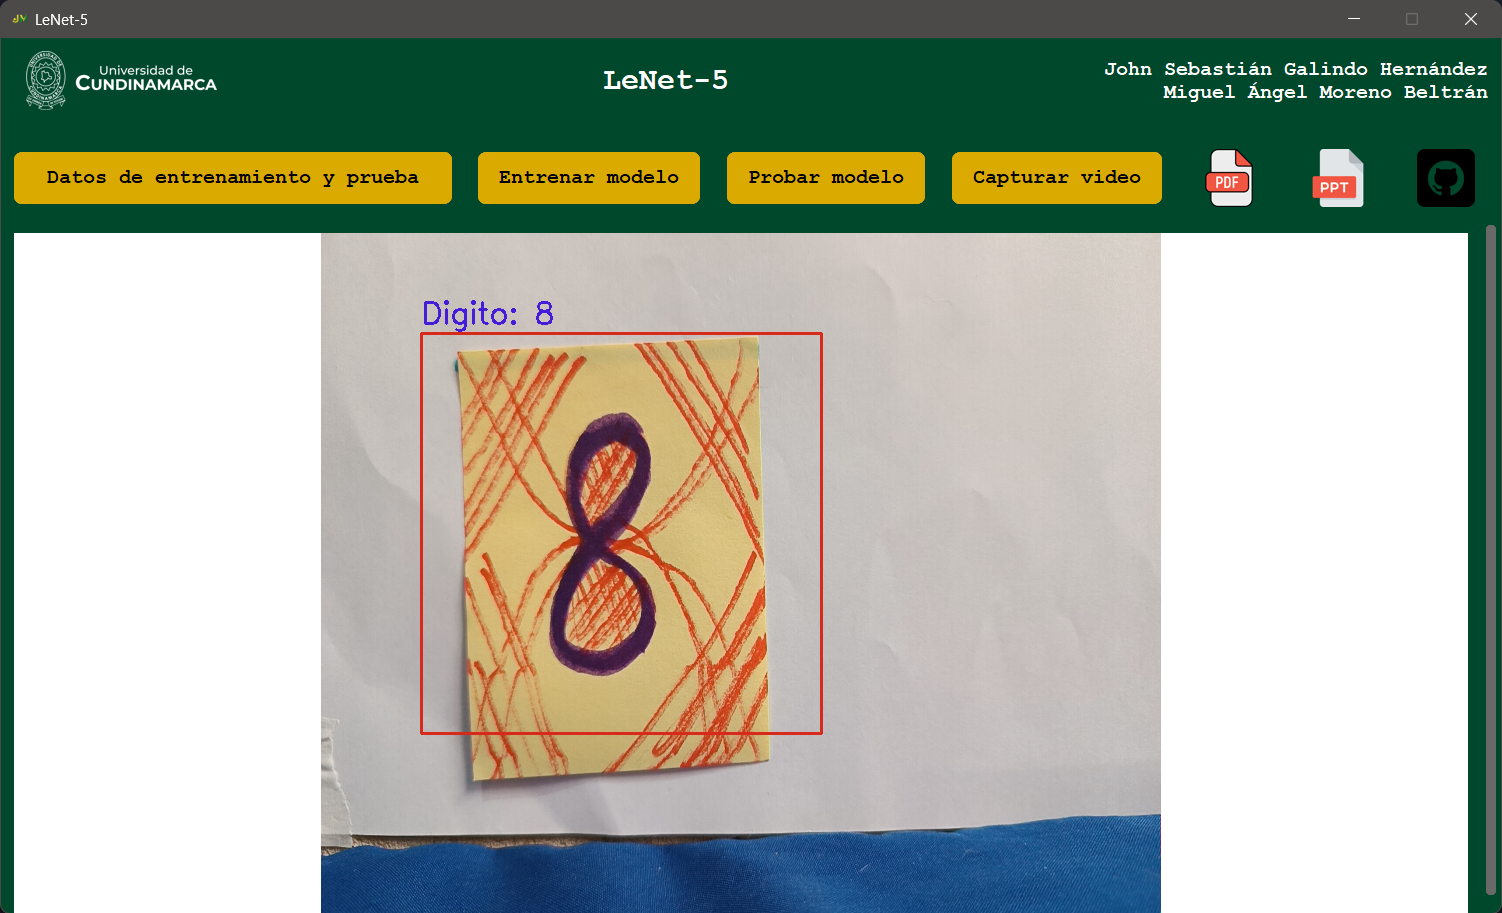 LeNet-5
Universidad de
CUNDINAMARCA
LeNet-5
John Sebastián Galindo Hernández
Miguel Ángel Moreno Beltrán
Datos de entrenamiento y prueba
Entrenar modelo
Probar modelo
Capturar video
PDF
PPT
Digito: 8
8